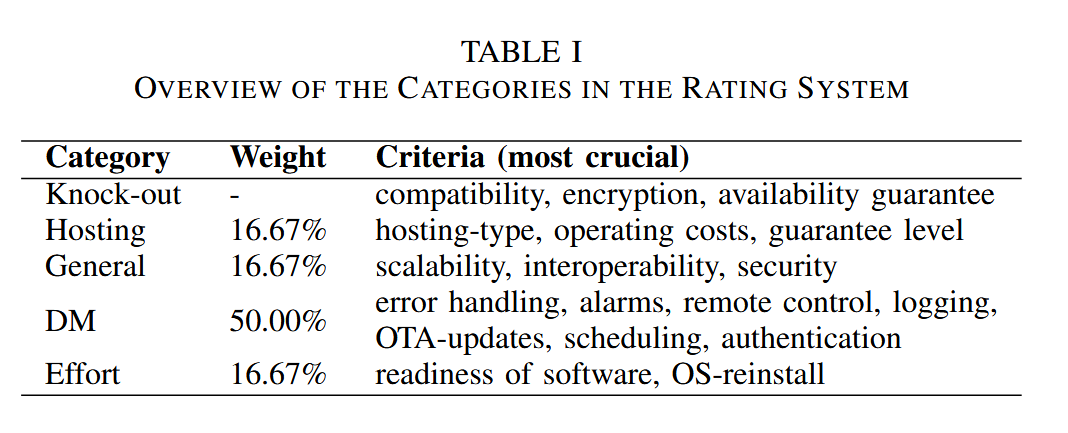 TABLE I
OVERVIEW OF THE CATEGORIES IN THE RATING SYSTEM
Category Weight Criteria (most crucial)
Knock-out - compatibility, encryption, availability guarantee
Hosting 16.67% hosting-type, operating costs, guarantee level
General 16.67% scalability, interoperability, security
DM 50.00% error handling, alarms, remote control, logging,
OTA-updates, scheduling, authentication
Effort 16.67% readiness of software, OS-reinstall